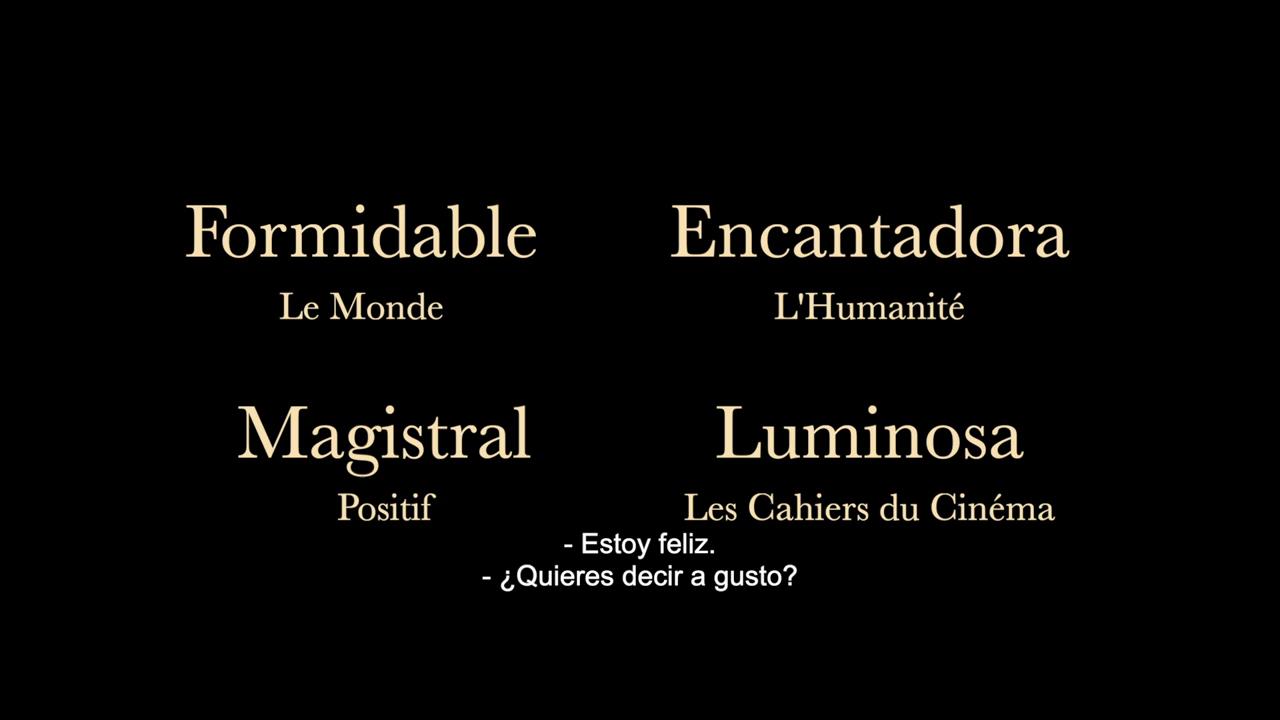 Formidable
Le Monde
Encantadora
L'Humanité
Magistral
Positif
Luminosa
Les Cahiers du Cinéma
- Estoy feliz.
- ¿Quieres decir a gusto?